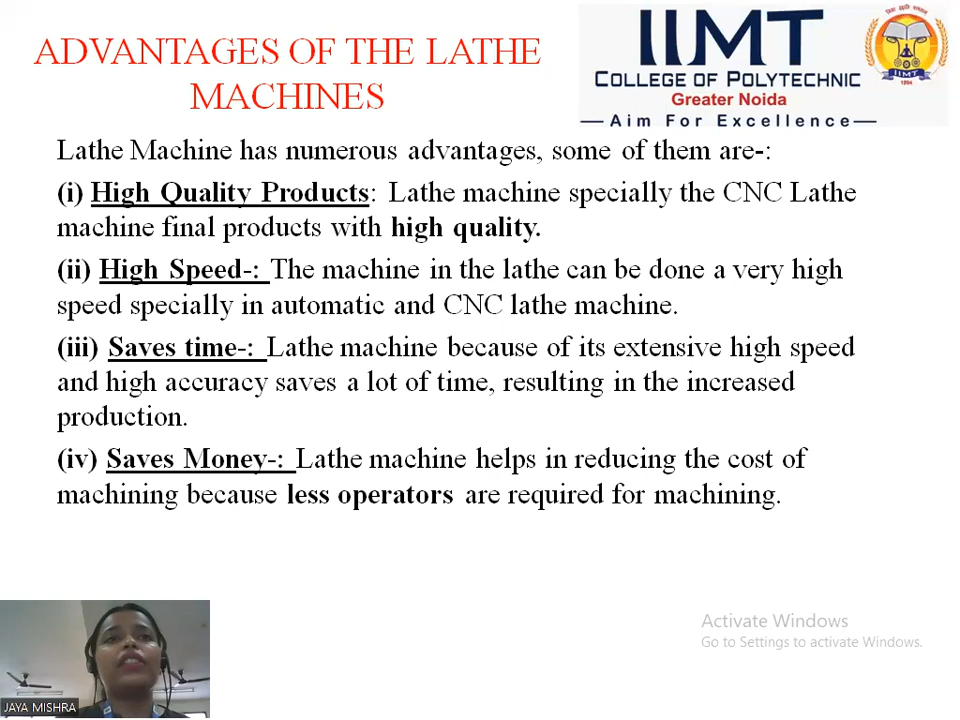 ADVANTAGES OF THE LATHE
MACHINES
IIMT
COLLEGE OF POLYTECHNIC
Greater Noida
—Aim For Excellence—
IIMT
Lathe Machine has numerous advantages, some of them are-:
(i) High Quality Products: Lathe machine specially the CNC Lathe
machine final products with high quality.
(ii) High Speed-: The machine in the lathe can be done a very high
speed specially in automatic and CNC lathe machine.
(iii) Saves time-: Lathe machine because of its extensive high speed
and high accuracy saves a lot of time, resulting in the increased
production.
(iv) Saves Money-: Lathe machine helps in reducing the cost of
machining because less operators are required for machining.
Activate Windows
Go to Settings to activate Windows.
JAYA MISHRA